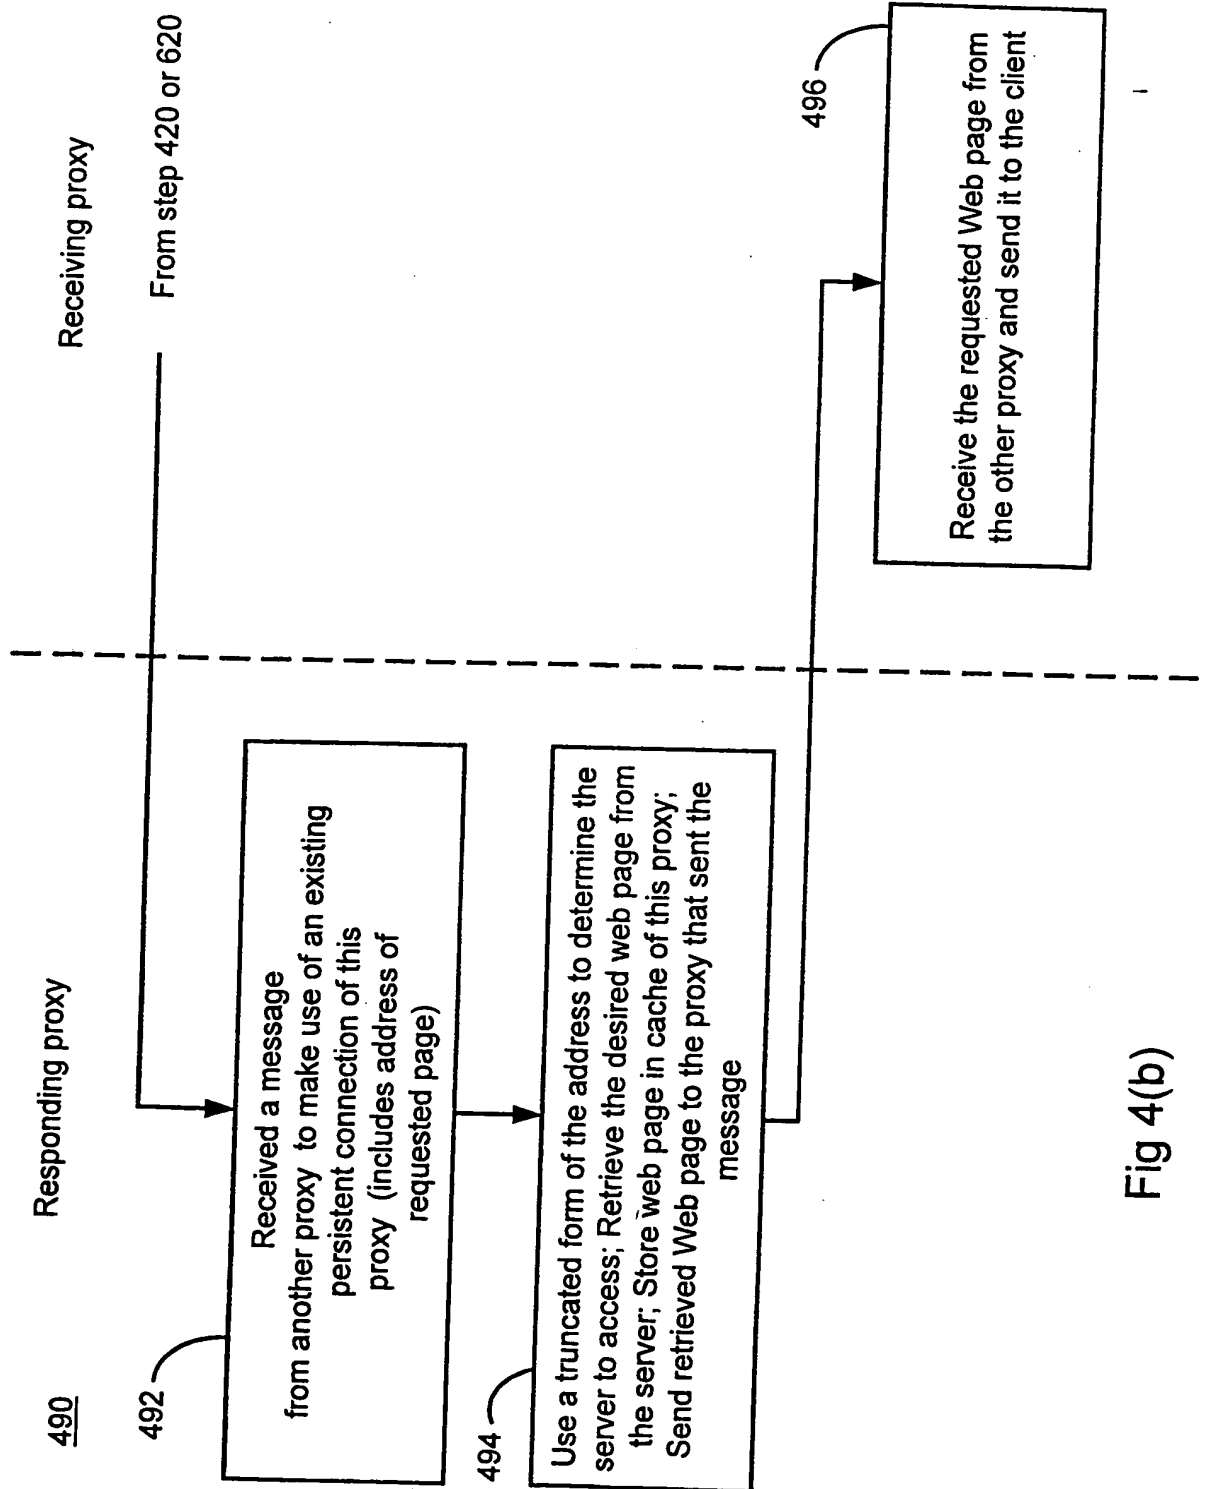 490
Responding proxy
Receiving proxy
From step 420 or 620
492
Received a message
from another proxy to make use of an existing
persistent connection of this
proxy (includes address of
requested page)
494
Use a truncated form of the address to determine the
server to access; Retrieve the desired web page from
the server; Store web page in cache of this proxy;
Send retrieved Web page to the proxy that sent the
message
496
Receive the requested Web page from
the other proxy and send it to the client
Fig 4(b)